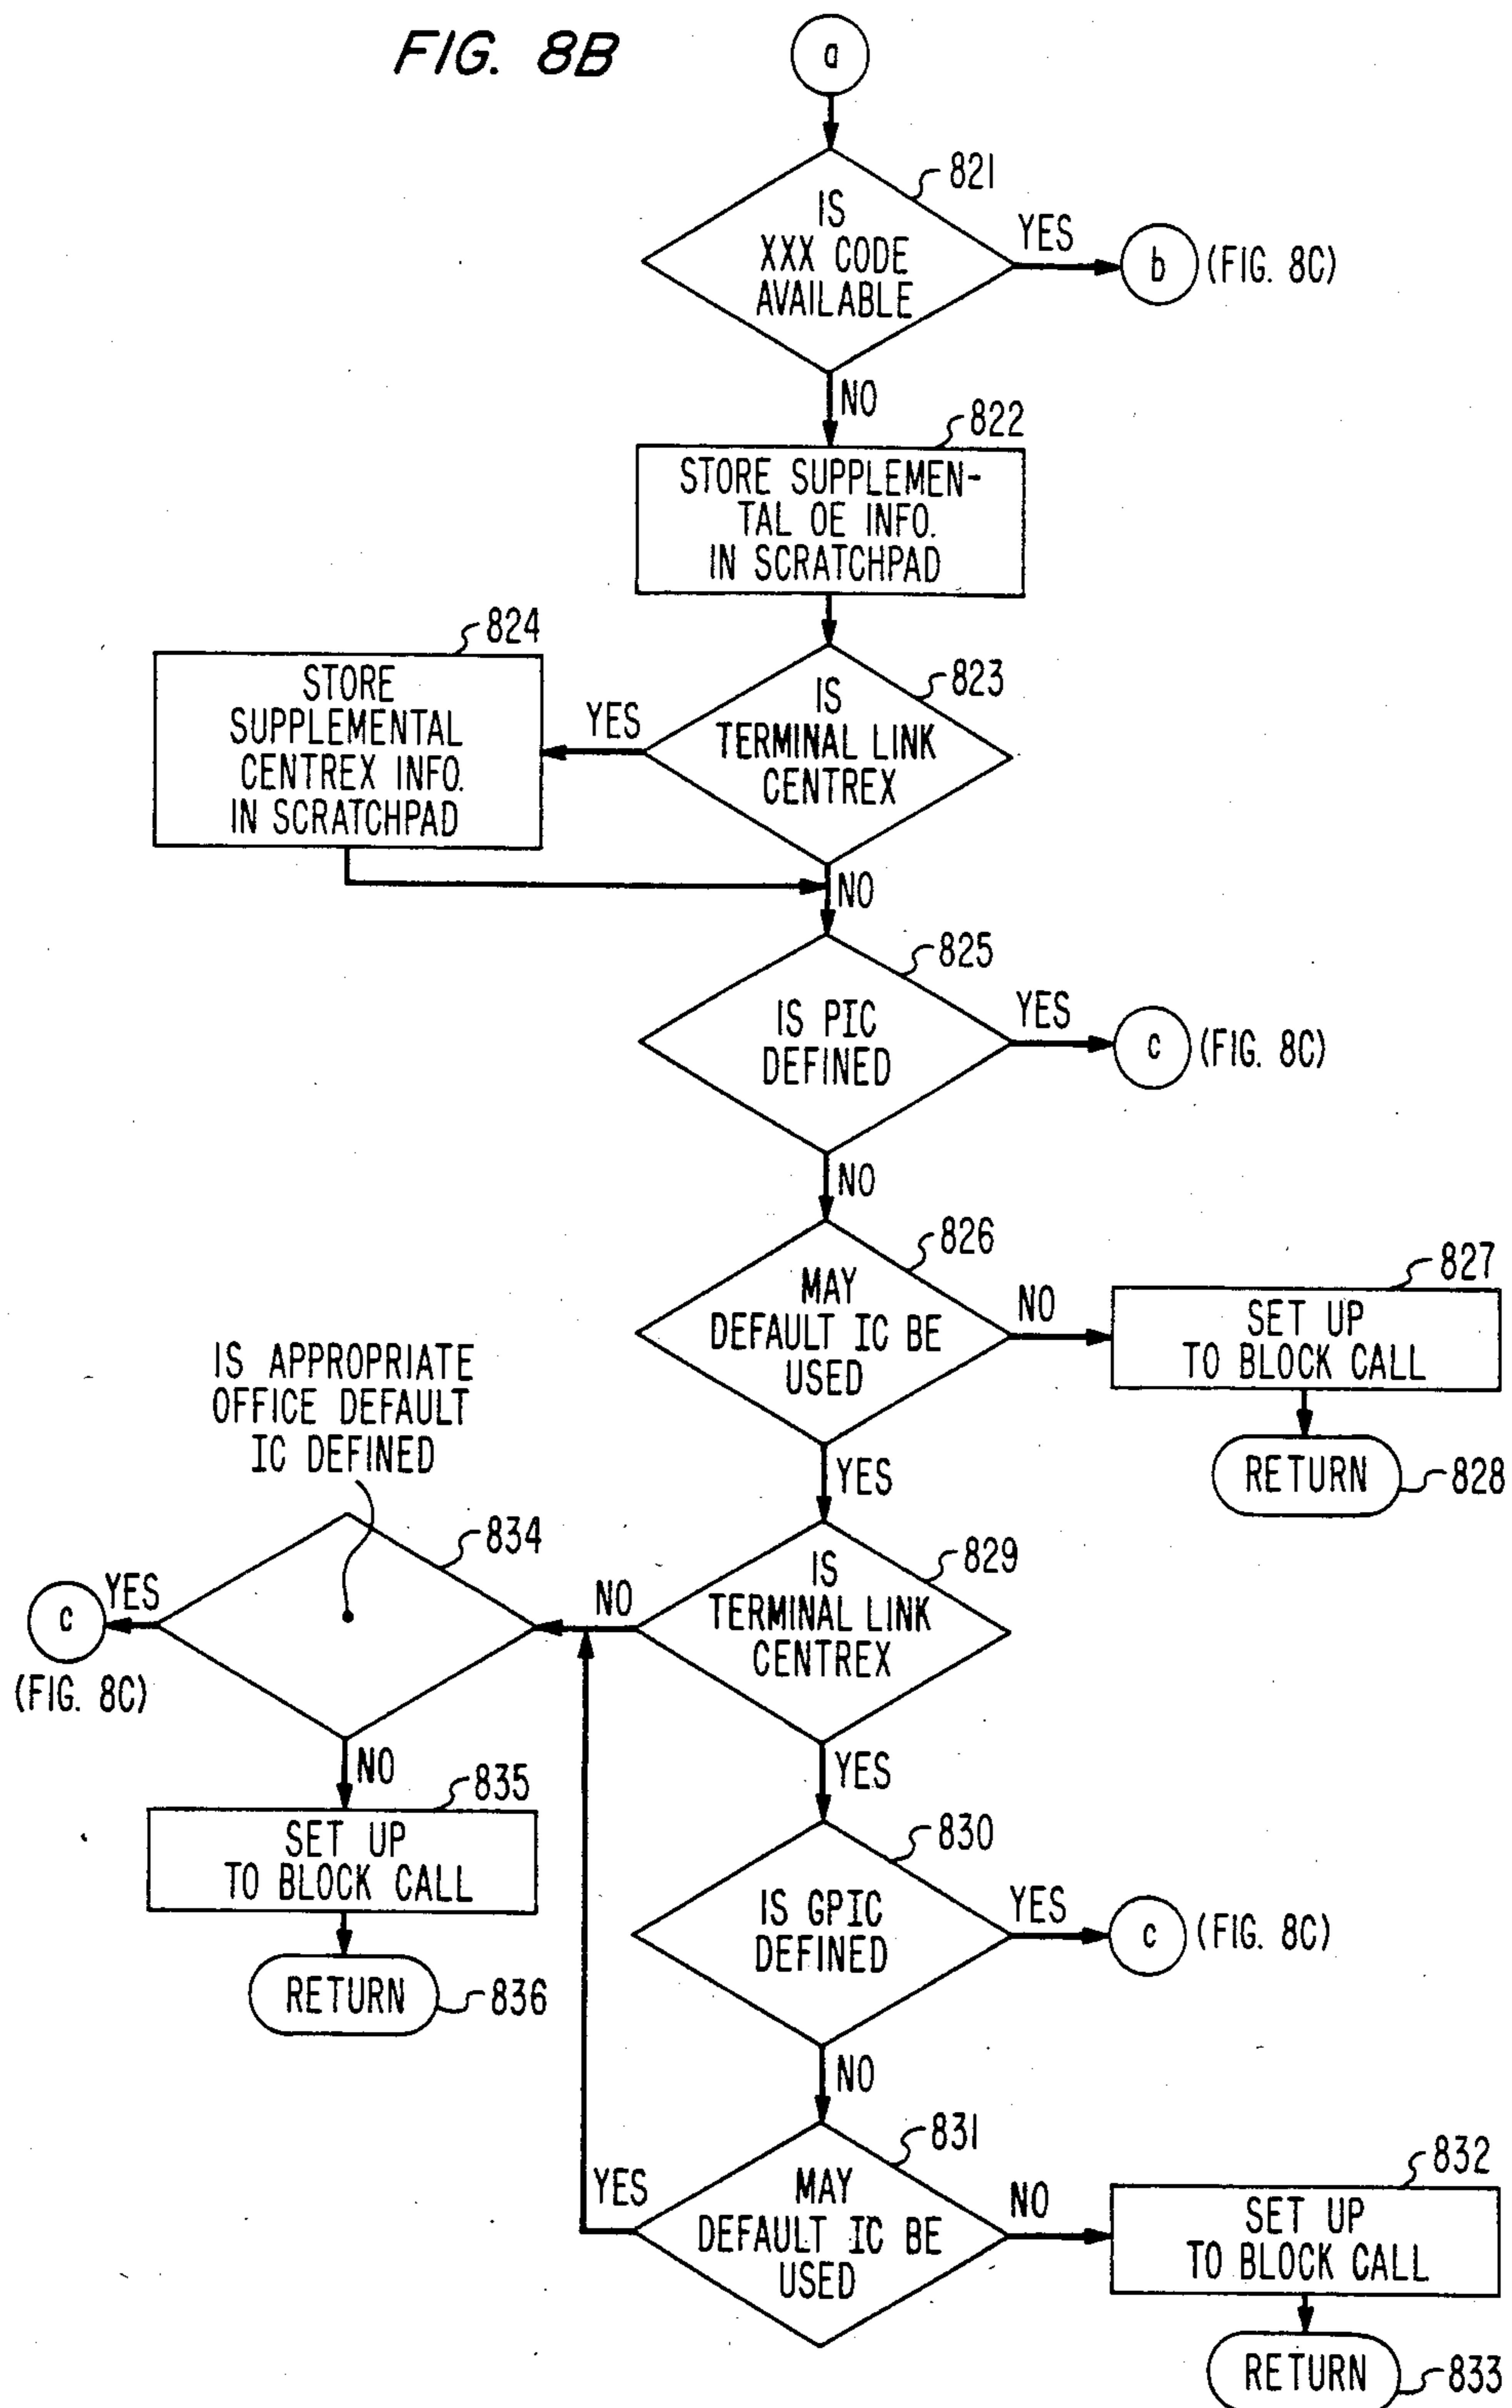 FIG. 8B
a
821
IS
XXX CODE
AVAILABLE
YES
b
(FIG. 8C)
NO
822
STORE SUPPLEMEN-
TAL OE INFO.
IN SCRATCHPAD
824
STORE
SUPPLEMENTAL
CENTREX INFO.
IN SCRATCHPAD
YES
823
IS
TERMINAL LINK
CENTREX
NO
825
IS PIC
DEFINED
YES
c
(FIG. 8C)
NO
826
MAY
DEFAULT IC BE
USED
NO
827
SET UP
TO BLOCK CALL
RETURN
828
YES
IS APPROPRIATE
OFFICE DEFAULT
IC DEFINED
834
YES
c
(FIG. 8C)
NO
829
IS
TERMINAL LINK
CENTREX
NO
835
SET UP
TO BLOCK CALL
RETURN
836
YES
830
IS GPIC
DEFINED
YES
c
(FIG. 8C)
NO
831
YES
MAY
DEFAULT IC BE
USED
NO
832
SET UP
TO BLOCK CALL
RETURN
833